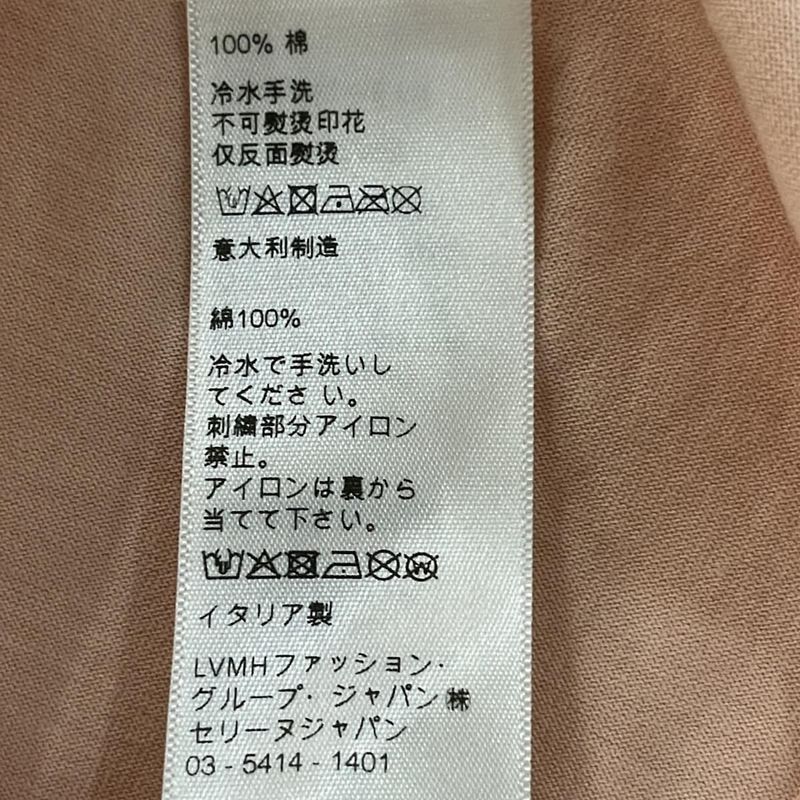 100% 棉
冷水手洗
不可熨烫印花
仅反面熨烫
意大利制造
綿100%
冷水で手洗いし
てくださ い。
刺繍部分アイロン
禁止。
アイロンは裏から
当てて下さい。
W
イタリア製
LVMHファッション·
グループ· ジャパン ㈱
セリーヌジャパン
03 - 5414 - 1401